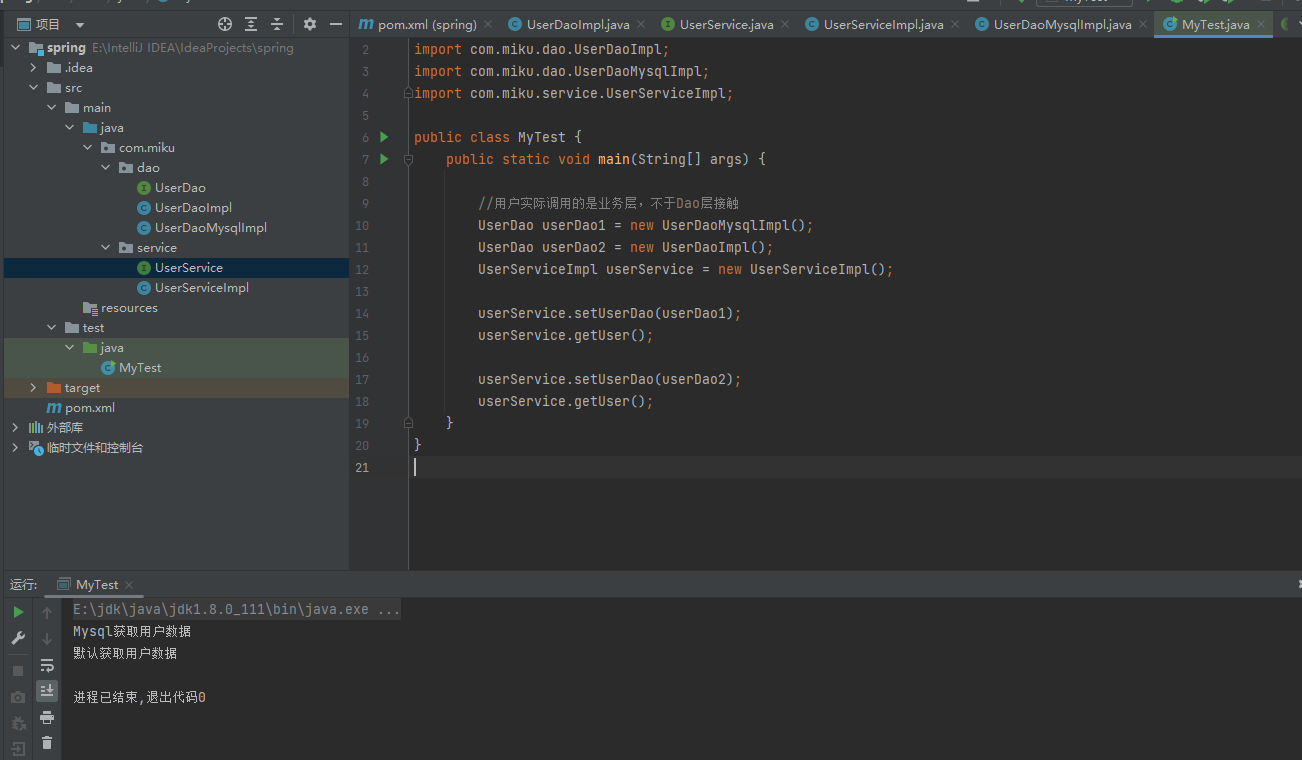 项目
pom.xml (spring)
UserDaoImpl.java
UserService.java
UserServiceImpl.java
UserDaoMysqlImpl.java
MyTest.java
spring E:\IntelliJ IDEA\IdeaProjects\spring
.idea
src
main
java
com.miku
dao
UserDao
UserDaoImpl
UserDaoMysqlImpl
service
UserService
UserServiceImpl
resources
test
java
MyTest
target
pom.xml
外部库
临时文件和控制台
2 import com.miku.dao.UserDaoImpl;
3 import com.miku.dao.UserDaoMysqlImpl;
4 import com.miku.service.UserServiceImpl;
5
6 public class MyTest {
7 public static void main(String[] args) {
8
9 //用户实际调用的是业务层，不于Dao层接触
10 UserDao userDao1 = new UserDaoMysqlImpl();
11 UserDao userDao2 = new UserDaoImpl();
12 UserServiceImpl userService = new UserServiceImpl();
13
14 userService.setUserDao(userDao1);
15 userService.getUser();
16
17 userService.setUserDao(userDao2);
18 userService.getUser();
19 }
20 }
21
运行:
MyTest
E:\jdk\java\jdk1.8.0_111\bin\java.exe ...
Mysql获取用户数据
默认获取用户数据
进程已结束,退出代码0